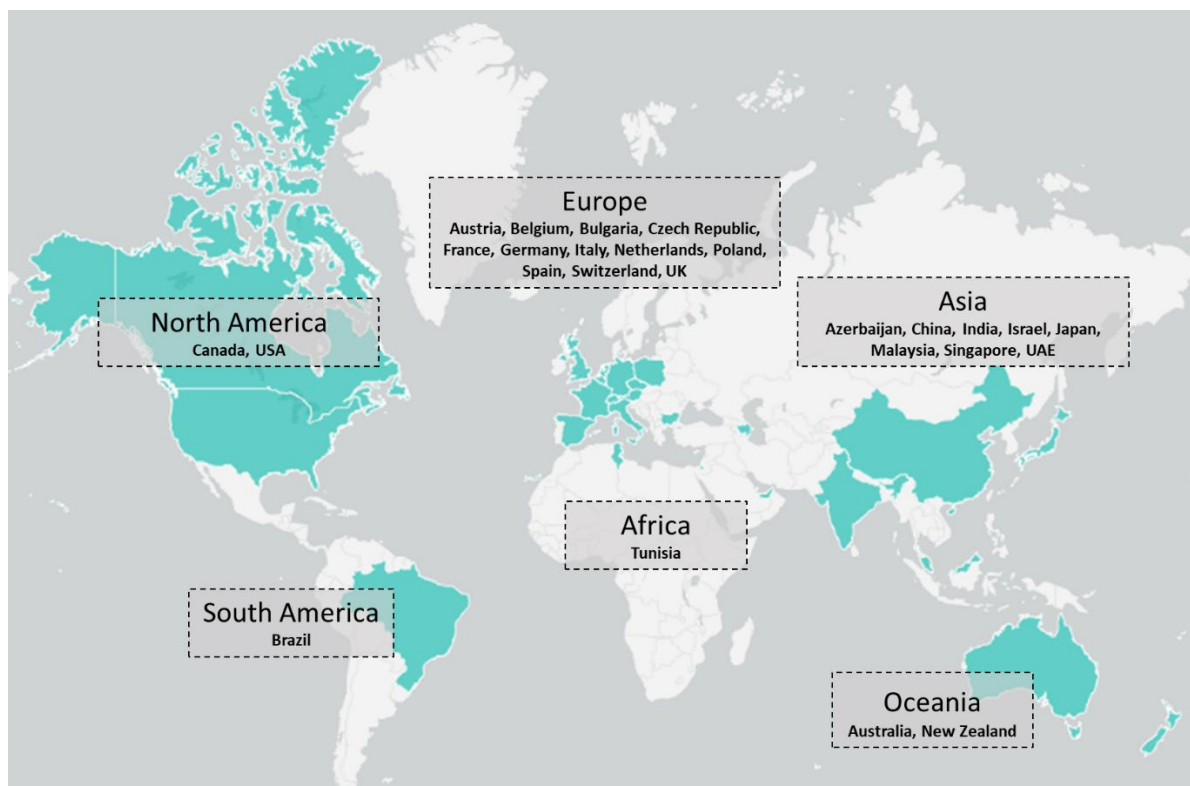 Europe
Austria, Belgium, Bulgaria, Czech Republic,
France, Germany, Italy, Netherlands, Poland,
Spain, Switzerland, UK
Asia
Azerbaijan, China, India, Israel, Japan,
Malaysia, Singapore, UAE
North America
Canada, USA
Africa
Tunisia
South America
Brazil
Oceania
Australia, New Zealand